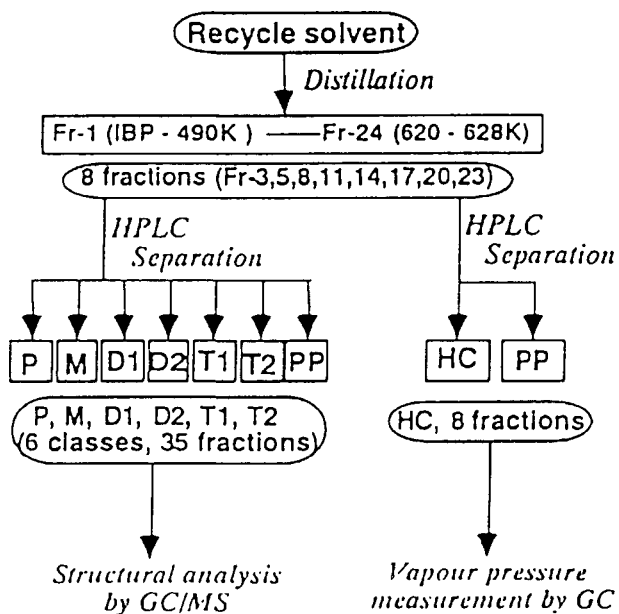 Recycle solvent
Distillation
Fr-1 (IBP - 490K ) —— Fr-24 (620 - 628K)
8 fractions (Fr-3,5,8,11,14,17,20,23)
HPLC
Separation
HPLC
Separation
P M D1 D2 T1 T2 PP
HC PP
P, M, D1, D2, T1, T2
(6 classes, 35 fractions)
HC, 8 fractions
Structural analysis
by GC/MS
Vapour pressure
measurement by GC